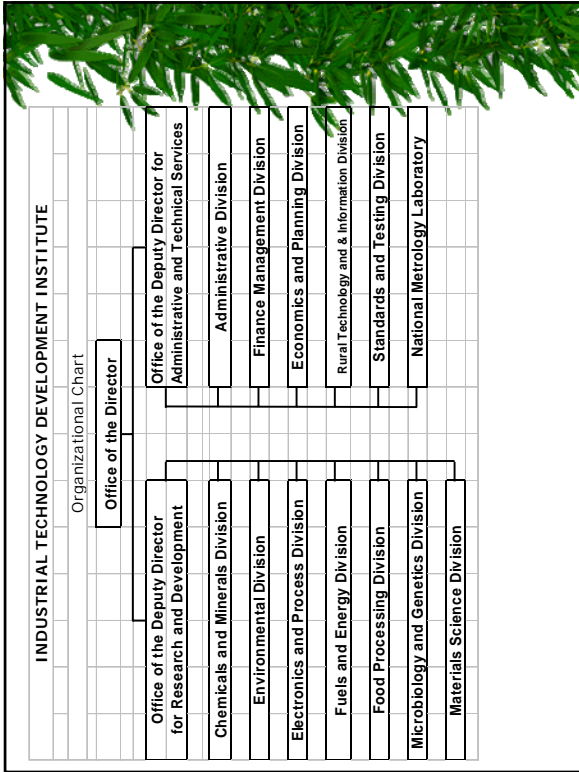 INDUSTRIAL TECHNOLOGY DEVELOPMENT INSTITUTE
Organizational Chart
Office of the Director
Office of the Deputy Director
for Research and Development
Chemicals and Minerals Division
Environmental Division
Electronics and Process Division
Fuels and Energy Division
Food Processing Division
Microbiology and Genetics Division
Materials Science Division
Office of the Deputy Director for
Administrative and Technical Services
Administrative Division
Finance Management Division
Economics and Planning Division
Rural Technology and & Information Division
Standards and Testing Division
National Metrology Laboratory